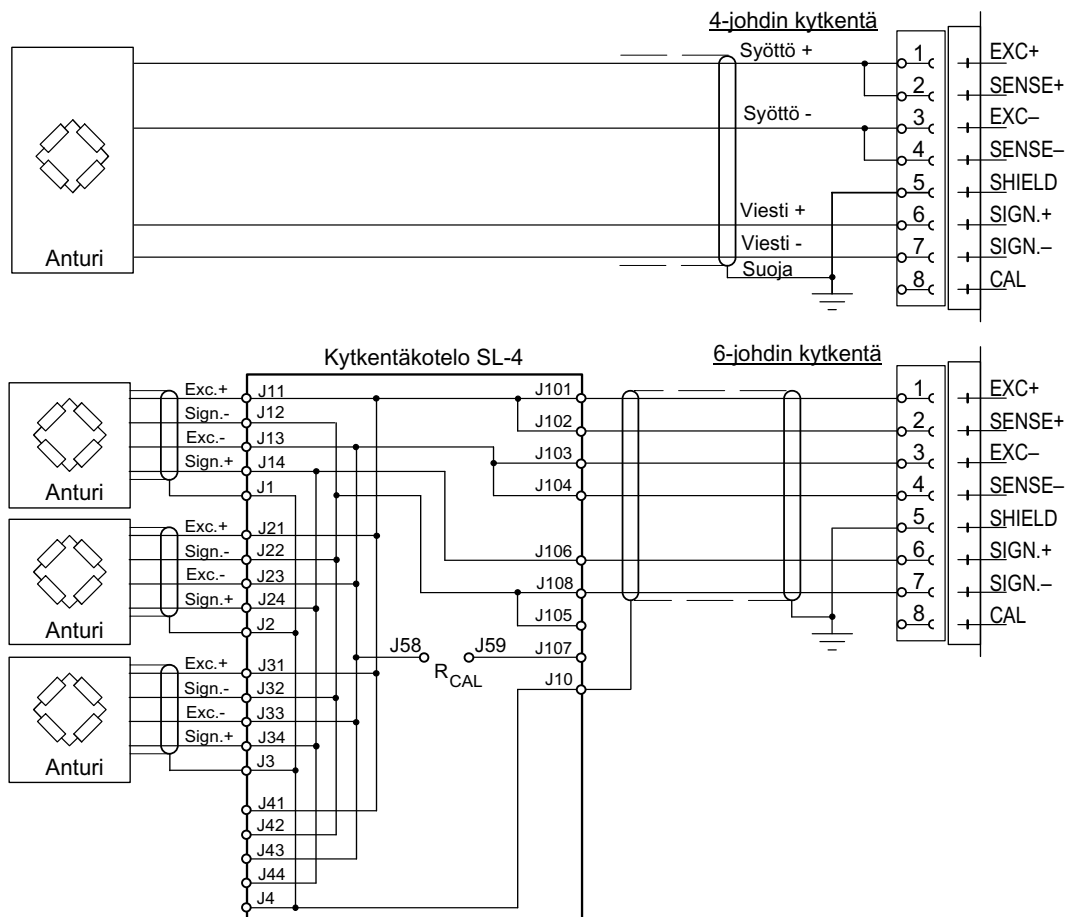 4-johdin kytkentä
Syöttö +
Syöttö -
Viesti +
Viesti -
Suoja
Anturi
1 EXC+
2 SENSE+
3 EXC–
4 SENSE–
5 SHIELD
6 SIGN.+
7 SIGN.–
8 CAL
Kytkentäkotelo SL-4
6-johdin kytkentä
Exc.+ J11
Sign.- J12
Exc.- J13
Sign.+ J14
J1
Anturi
Exc.+ J21
Sign.- J22
Exc.- J23
Sign.+ J24
J2
Anturi
Exc.+ J31
Sign.- J32
Exc.- J33
Sign.+ J34
J3
Anturi
J41
J42
J43
J44
J4
J58 J59
RCAL
J101
J102
J103
J104
J106
J108
J105
J107
J10
1 EXC+
2 SENSE+
3 EXC–
4 SENSE–
5 SHIELD
6 SIGN.+
7 SIGN.–
8 CAL